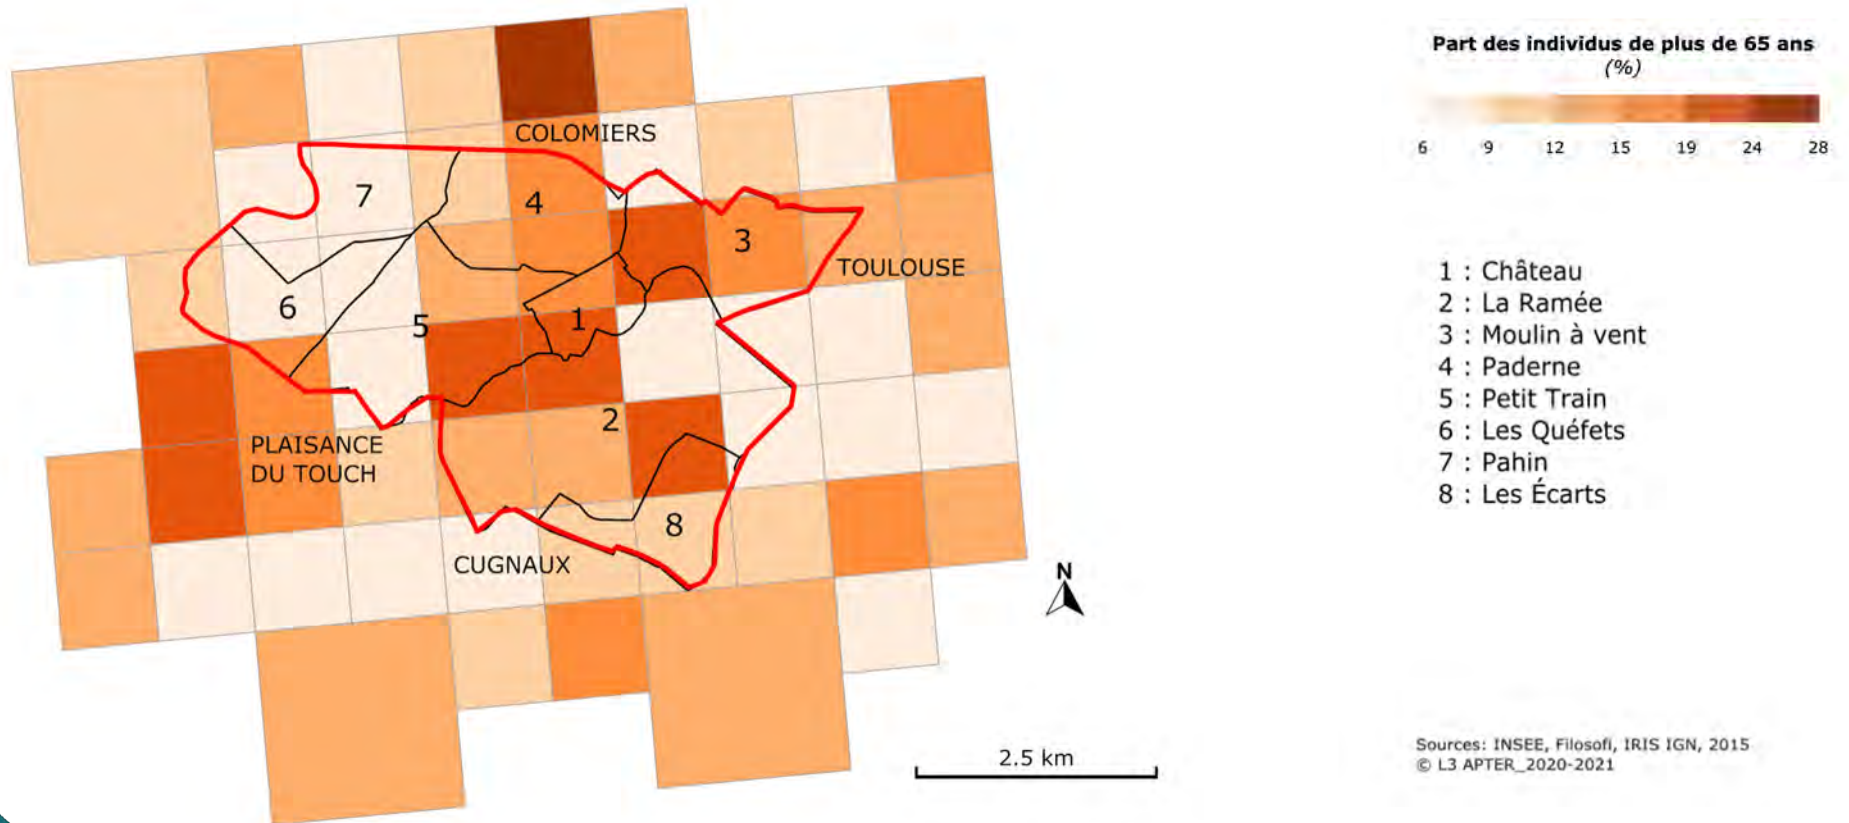 Part des individus de plus de 65 ans
(%)
6 9 12 15 19 24 28
COLOMIERS
7
4
3
TOULOUSE
6
5
1
2
PLAISANCE
DU TOUCH
8
CUGNAUX
1 : Château
2 : La Ramée
3 : Moulin à vent
4 : Paderne
5 : Petit Train
6 : Les Quéfets
7 : Pahin
8 : Les Écarts
N
2.5 km
Sources: INSEE, Filosofi, IRIS IGN, 2015
© L3 APTER_2020-2021